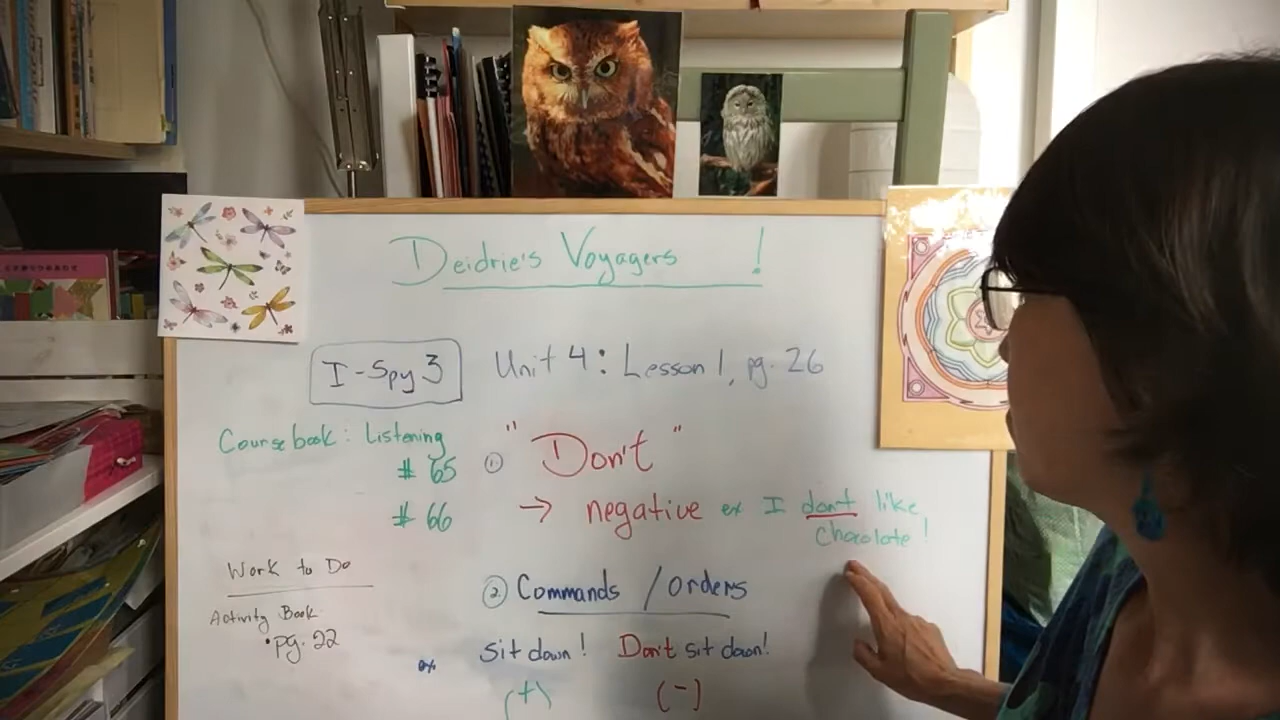 Deidrie's Voyagers !
I-Spy 3
Unit 4: Lesson 1, pg. 26
Coursebook: Listening
# 65
# 66
① "Don't"
→ negative ex I don't like
chocolate!
Work to Do
Activity Book
• pg. 22
② Commands / orders
ex sit down! Don't sit down!
(+) (-)